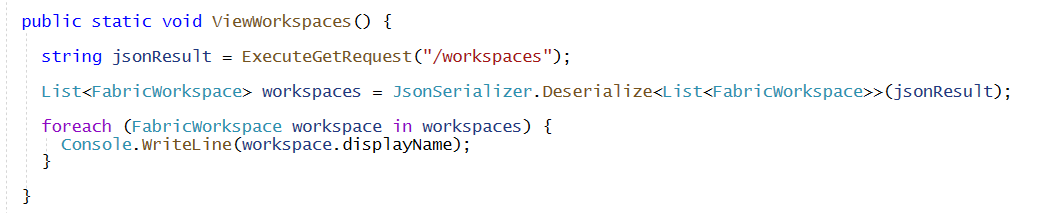 public static void ViewWorkspaces() {
string jsonResult = ExecuteGetRequest("/workspaces");
List<FabricWorkspace> workspaces = JsonSerializer.Deserialize<List<FabricWorkspace>>(jsonResult);
foreach (FabricWorkspace workspace in workspaces) {
Console.WriteLine(workspace.displayName);
}
}